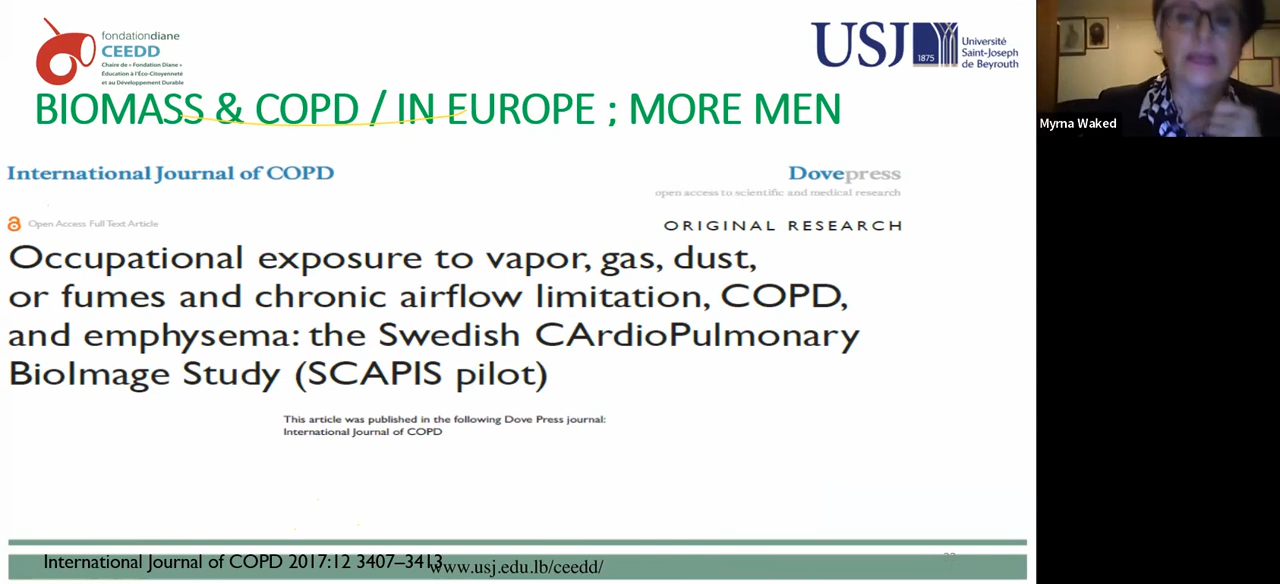 fondationdiane
CEEDD
Chaire de « Fondation Diane »
Éducation à l'Éco-Citoyenneté
et au Développement Durable
USJ
1875
Université
Saint-Joseph
de Beyrouth
BIOMASS & COPD / IN EUROPE ; MORE MEN
Myrna Waked
International Journal of COPD
Dovepress
open access to scientific and medical research
Open Access Full Text Article
ORIGINAL RESEARCH
Occupational exposure to vapor, gas, dust,
or fumes and chronic airflow limitation, COPD,
and emphysema: the Swedish CArdioPulmonary
BioImage Study (SCAPIS pilot)
This article was published in the following Dove Press journal:
International Journal of COPD
International Journal of COPD 2017:12 3407–3413
www.usj.edu.lb/ceedd/